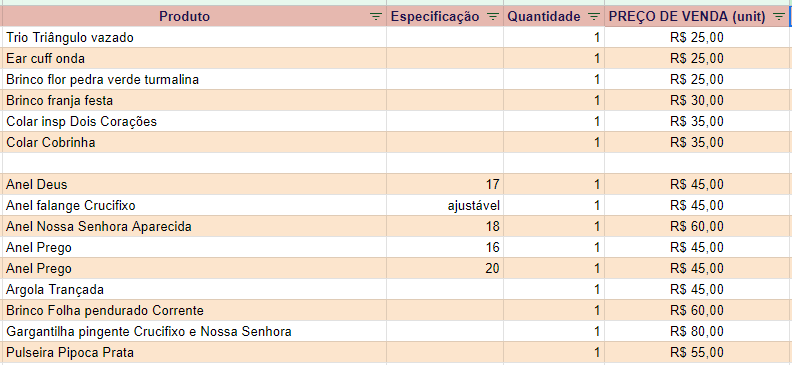 Produto Especificação Quantidade PREÇO DE VENDA (unit)
Trio Triângulo vazado 1 R$ 25,00
Ear cuff onda 1 R$ 25,00
Brinco flor pedra verde turmalina 1 R$ 25,00
Brinco franja festa 1 R$ 30,00
Colar insp Dois Corações 1 R$ 35,00
Colar Cobrinha 1 R$ 35,00
Anel Deus 17 1 R$ 45,00
Anel falange Crucifixo ajustável 1 R$ 45,00
Anel Nossa Senhora Aparecida 18 1 R$ 60,00
Anel Prego 16 1 R$ 45,00
Anel Prego 20 1 R$ 45,00
Argola Trançada 1 R$ 45,00
Brinco Folha pendurado Corrente 1 R$ 60,00
Gargantilha pingente Crucifixo e Nossa Senhora 1 R$ 80,00
Pulseira Pipoca Prata 1 R$ 55,00